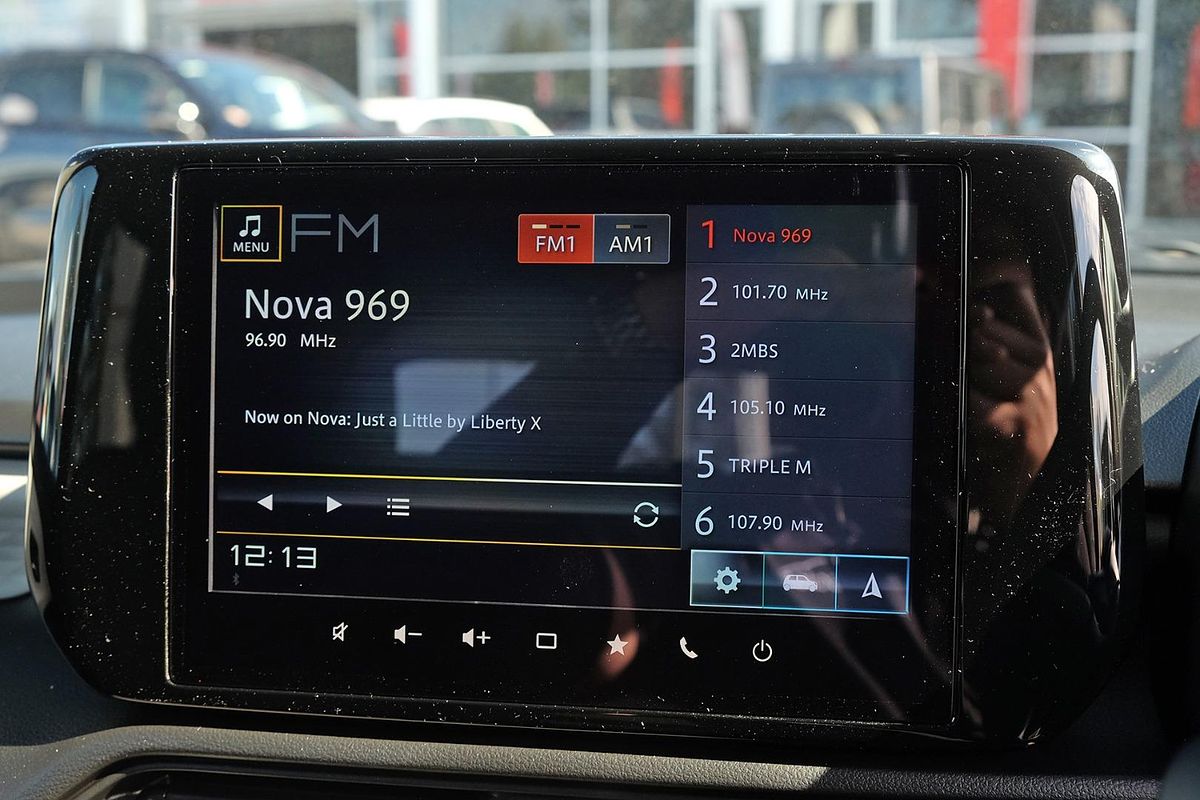 MENU
FM
FM1
AM1
Nova 969
96.90 MHz
Now on Nova: Just a Little by Liberty X
12:13
1 Nova 969
2 101.70 MHz
3 2MBS
4 105.10 MHz
5 TRIPLE M
6 107.90 MHz